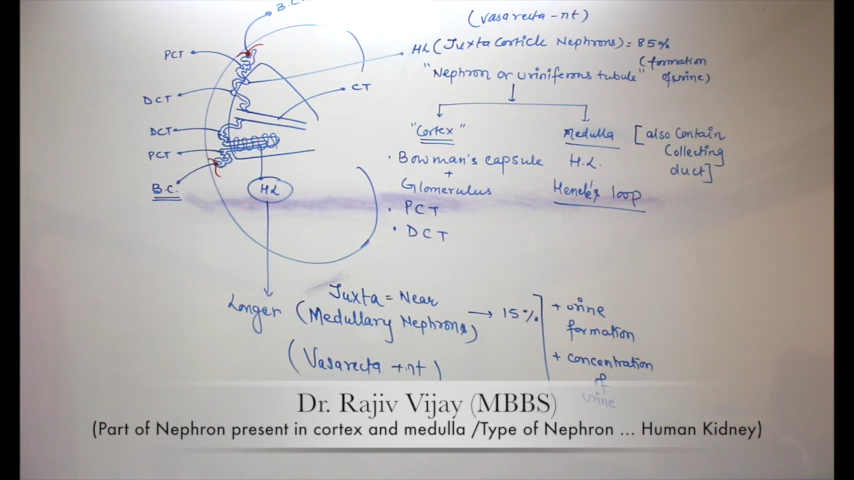 B.C.
(Vasarecta -nt)
PCT
HL (Juxta Corticle Nephrons) = 85%
(formation of urine)
"Nephron or uriniferons tubule"
CT
DCT
DCT
PCT
B.C.
HL
"Cortex"
• Bowman's capsule
+
Glomerulus
• PCT
• DCT
Medulla
H.L.
Henele's loop
[also Contain
Collecting
duct]
Longer
Juxta = Near
(Medullary Nephrons) → 15%
(Vasarecta +nt)
+ urine
formation
+ concentration
of
urine
Dr. Rajiv Vijay (MBBS)
(Part of Nephron present in cortex and medulla /Type of Nephron ... Human Kidney)